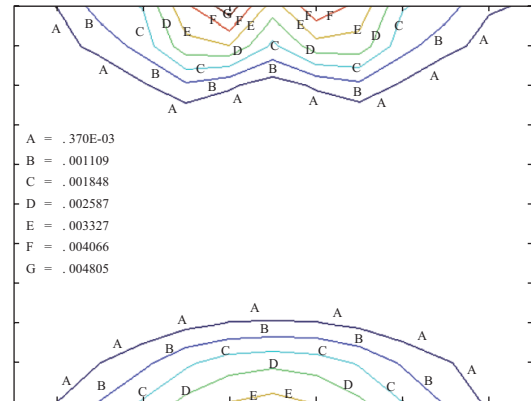 G
A B C D E F F F F E D C B A
E D C D E
C B C B
B A B A B A
A A A
A = .370E-03
B = .001109
C = .001848
D = .002587
E = .003327
F = .004066
G = .004805
A A
A B A
A B C C B A
D
A B C D E E D C B A